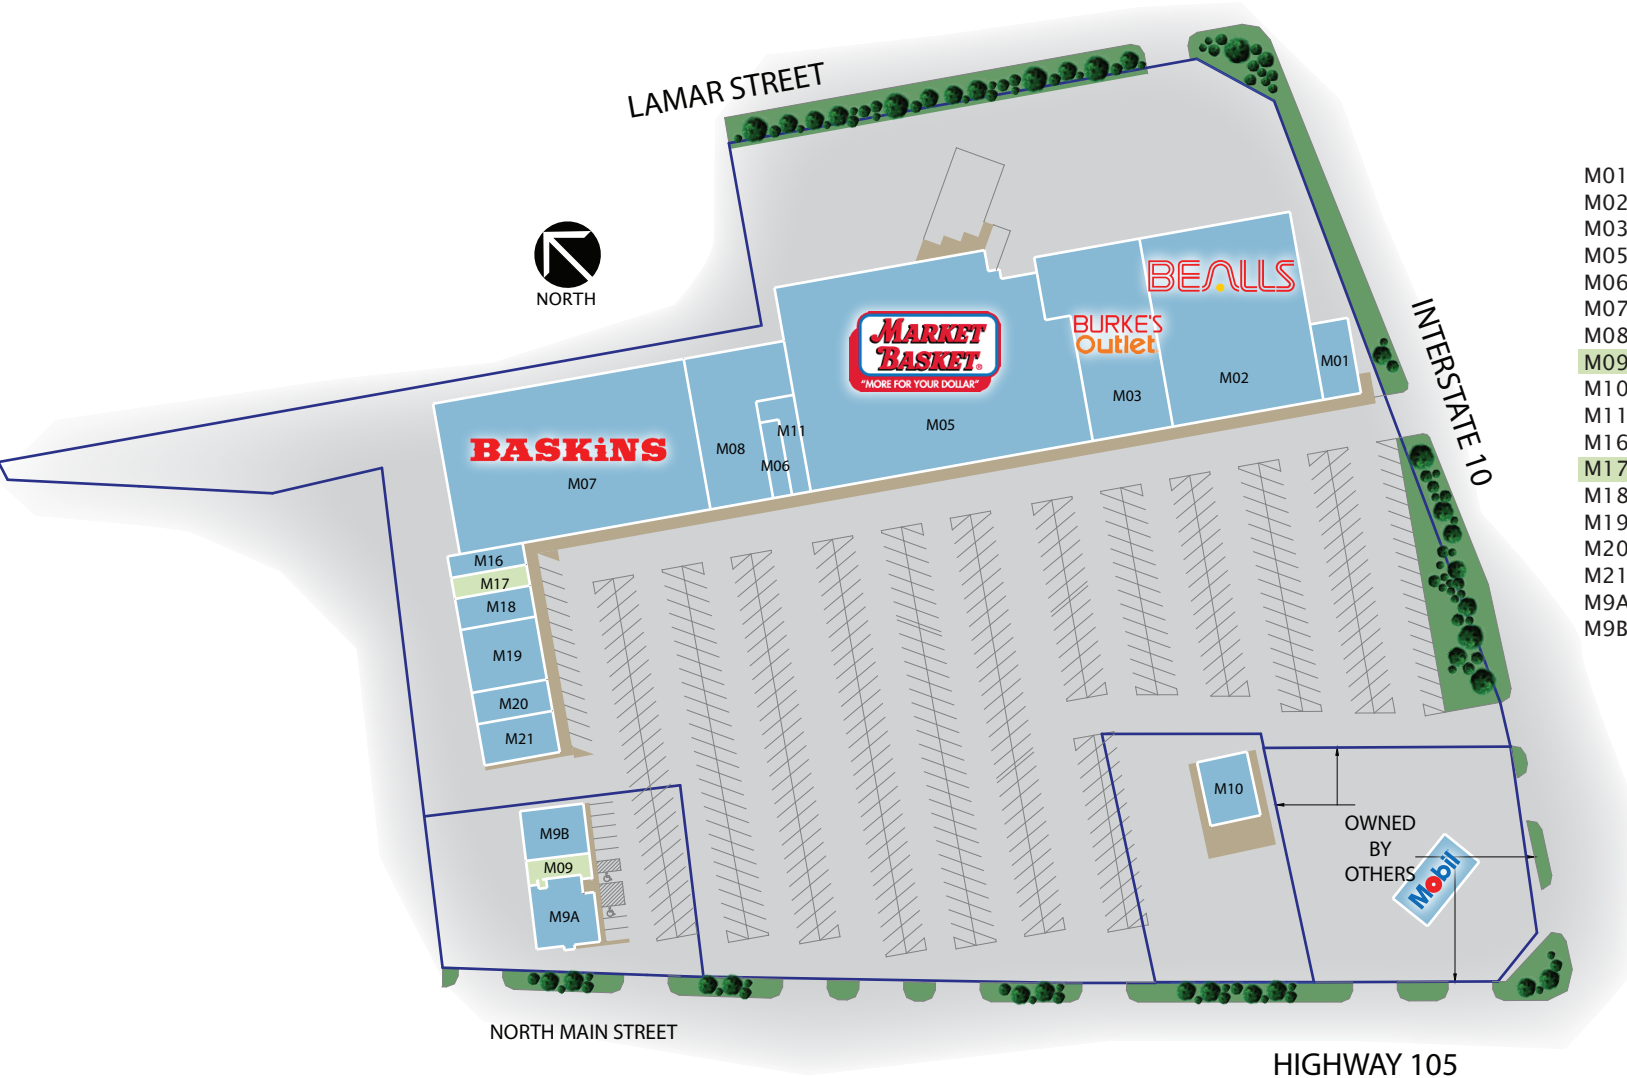 LAMAR STREET
NORTH
INTERSTATE 10
BEALLS
BURKE'S
Outlet
MARKET
BASKET®
"MORE FOR YOUR DOLLAR"
BASKiNS
M01
M02
M03
M05
M11
M08
M06
M07
M16
M17
M18
M19
M20
M21
M9B
M09
M9A
M10
OWNED
BY
OTHERS
Mobil
NORTH MAIN STREET
HIGHWAY 105
M01
M02
M03
M05
M06
M07
M08
M09
M10
M11
M16
M17
M18
M19
M20
M21
M9A
M9B